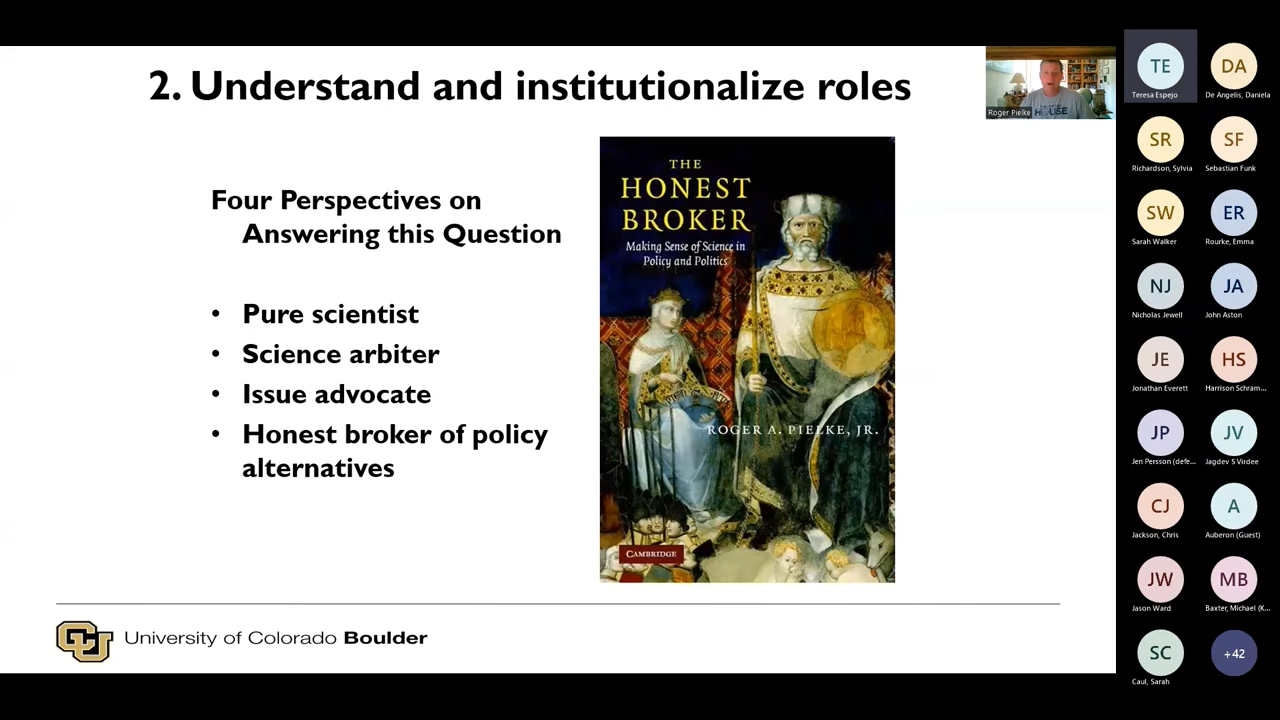 2. Understand and institutionalize roles
Four Perspectives on
Answering this Question
• Pure scientist
• Science arbiter
• Issue advocate
• Honest broker of policy
alternatives
THE
HONEST
BROKER
Making Sense of Science in
Policy and Politics
ROGER A. PIELKE, JR.
CAMBRIDGE
CU
University of Colorado Boulder
HOUSE
Roger Pielke
TE
Teresa Espejo
DA
De Angelis, Daniela
SR
Richardson, Sylvia
SF
Sebastian Funk
SW
Sarah Walker
ER
Rourke, Emma
NJ
Nicholas Jewell
JA
John Aston
JE
Jonathan Everett
HS
Harrison Schram...
JP
Jen Persson (defe...
JV
Jagdev S Virdee
CJ
Jackson, Chris
A
Auberon (Guest)
JW
Jason Ward
MB
Baxter, Michael (K...
SC
Caul, Sarah
+42